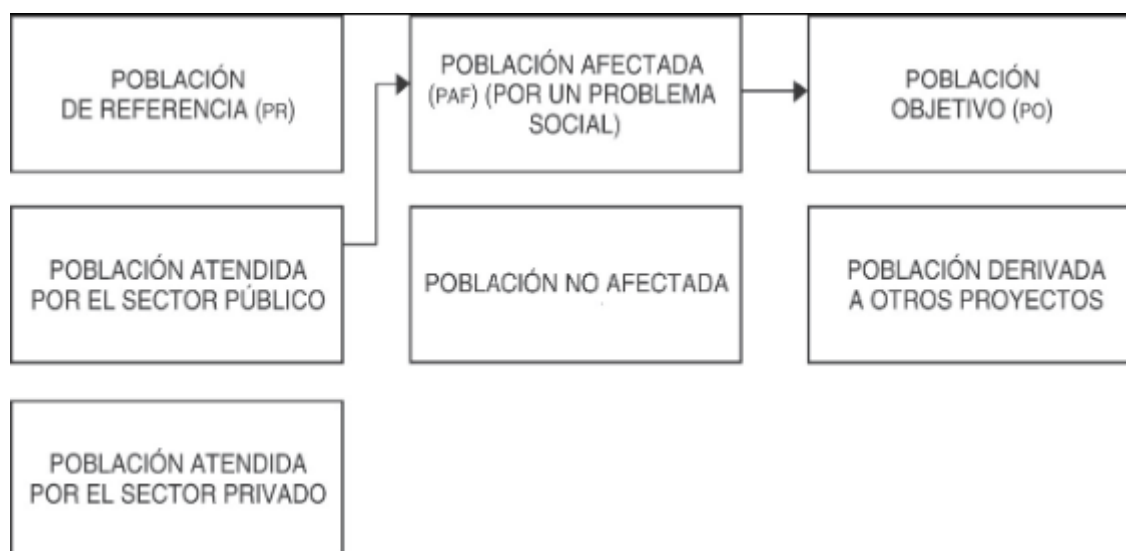 POBLACIÓN
DE REFERENCIA (PR)
POBLACIÓN AFECTADA
(PAF) (POR UN PROBLEMA
SOCIAL)
POBLACIÓN
OBJETIVO (PO)
POBLACIÓN ATENDIDA
POR EL SECTOR PÚBLICO
POBLACIÓN NO AFECTADA
POBLACIÓN DERIVADA
A OTROS PROYECTOS
POBLACIÓN ATENDIDA
POR EL SECTOR PRIVADO